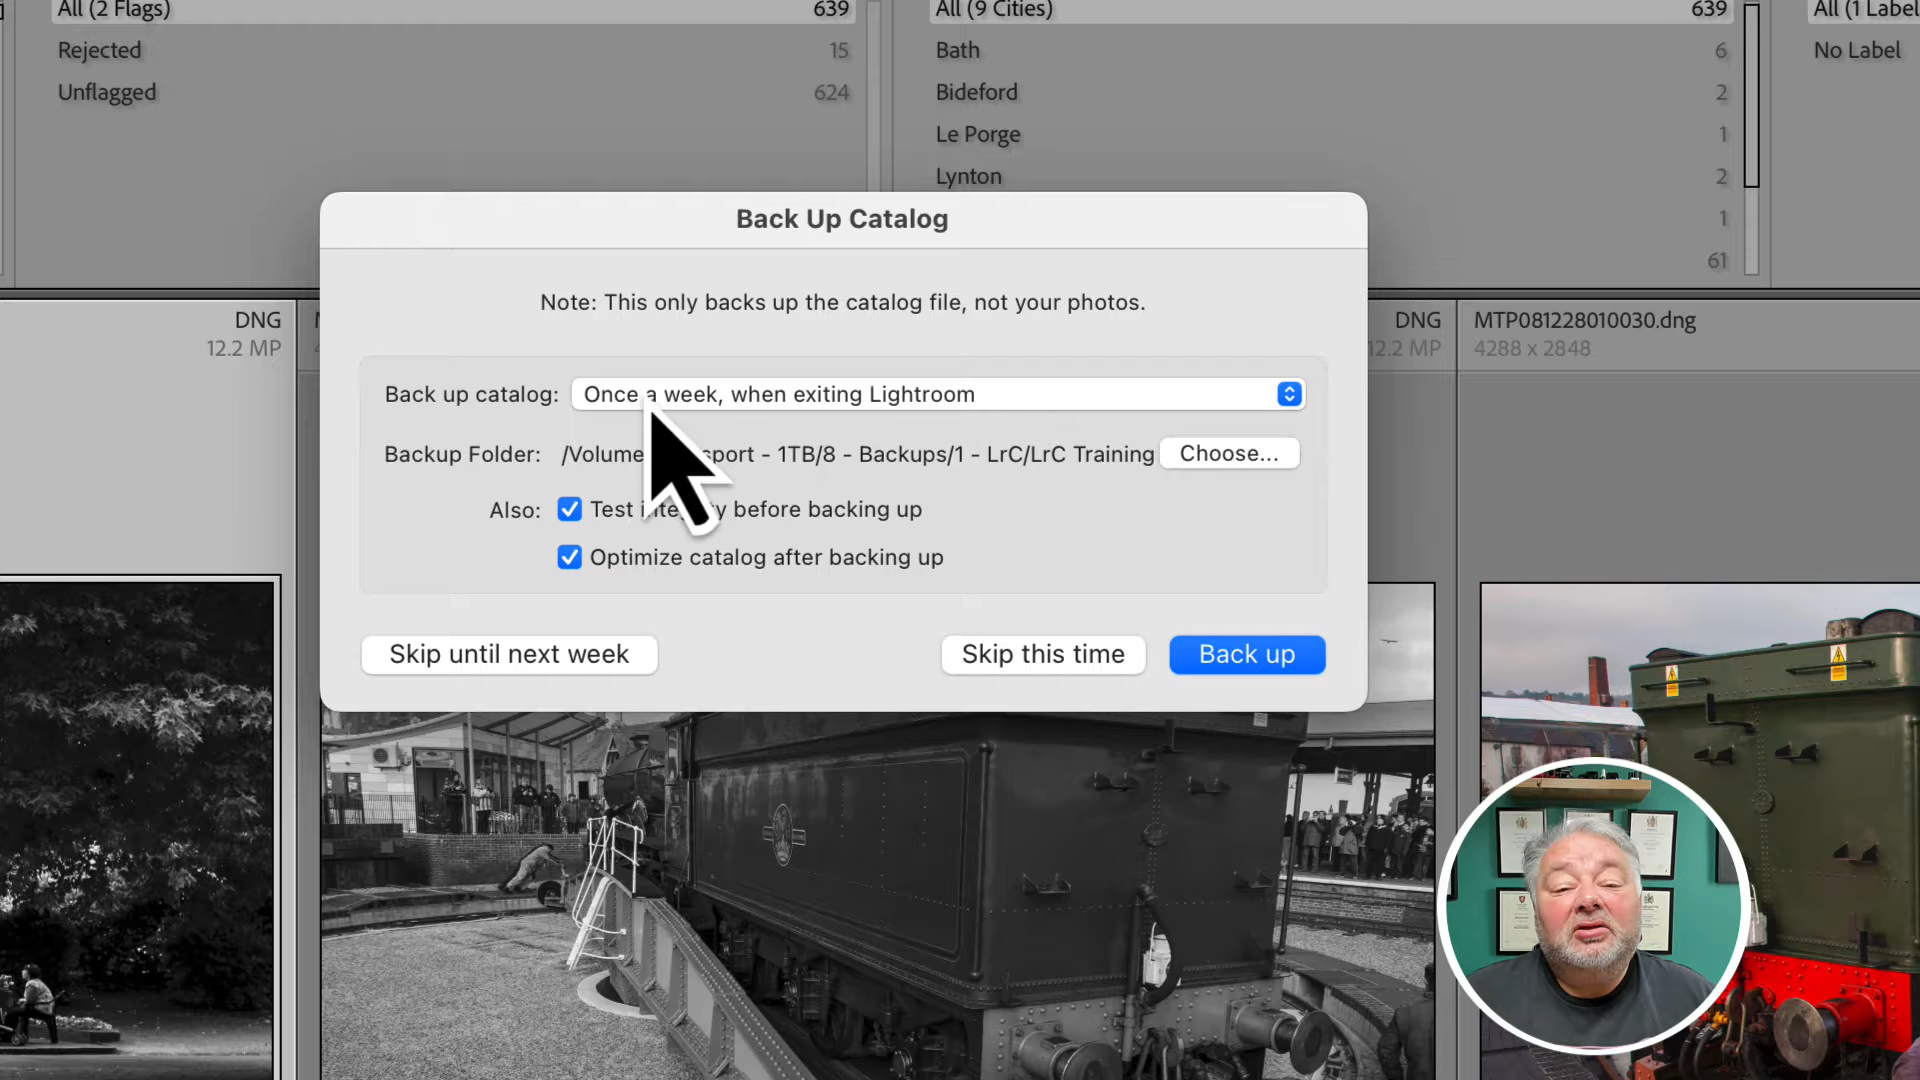 All (2 Flags) 639
Rejected 15
Unflagged 624
All (9 Cities) 639
Bath 6
Bideford 2
Le Porge 1
Lynton 2
1
61
All (1 Label
No Label
DNG
12.2 MP
DNG
12.2 MP
MTP081228010030.dng
4288 x 2848
Back Up Catalog
Note: This only backs up the catalog file, not your photos.
Back up catalog: Once a week, when exiting Lightroom
Backup Folder: /Volume sport - 1TB/8 - Backups/1 - LrC/LrC Training Choose...
Also: Test integrity before backing up
Optimize catalog after backing up
Skip until next week Skip this time Back up